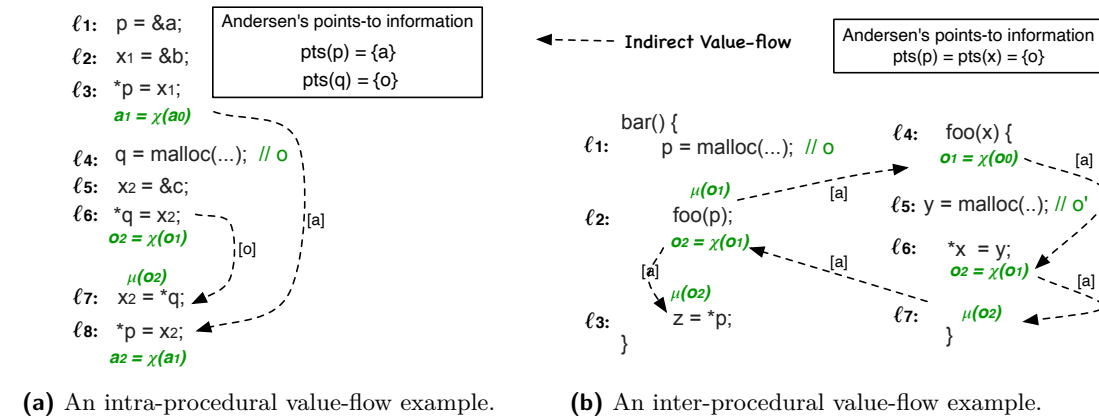 ℓ1: p = &a;
ℓ2: x1 = &b;
ℓ3: *p = x1;
a1 = χ(a0)
ℓ4: q = malloc(...); // o
ℓ5: x2 = &c;
ℓ6: *q = x2;
o2 = χ(o1)
μ(o2)
ℓ7: x2 = *q;
ℓ8: *p = x2;
a2 = χ(a1)
[a]
[o]
Andersen's points-to information
pts(p) = {a}
pts(q) = {o}
(a) An intra-procedural value-flow example.
Indirect Value-flow
Andersen's points-to information
pts(p) = pts(x) = {o}
bar() {
ℓ1: p = malloc(...); // o
μ(o1)
ℓ2: foo(p);
o2 = χ(o1)
[a]
μ(o2)
ℓ3: z = *p;
}
[a]
[a]
ℓ4: foo(x) {
o1 = χ(o0)
[a]
ℓ5: y = malloc(..); // o'
ℓ6: *x = y;
o2 = χ(o1)
[a]
ℓ7: μ(o2)
}
(b) An inter-procedural value-flow example.